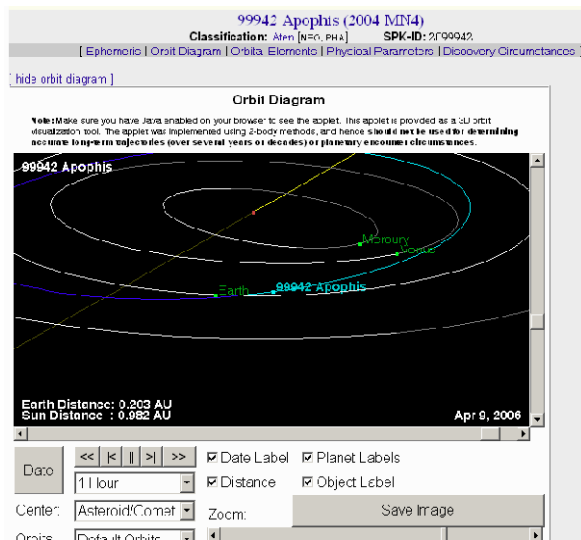 99942 Apophis (2004 MN4)
Classification: Aten [NEO, PHA] SPK-ID: 2099942
[ Ephemeris | Orbit Diagram | Orbital Elements | Physical Parameters | Discovery Circumstances ]
[ hide orbit diagram ]
Orbit Diagram
Note: Make sure you have Java enabled on your browser to see the applet. This applet is provided as a 3D orbit
visualization tool. The applet was implemented using 2-body methods, and hence should not be used for determining
accurate long-term trajectories (over several years or decades) or planetary encounter circumstances.
99942 Apophis
Mercury
Venus
Earth
99942 Apophis
Earth Distance: 0.203 AU
Sun Distance : 0.982 AU
Apr 9, 2006
Date
<< |< || >| >>
Date Label
Planet Labels
1 Hour
Distance
Object Label
Center:
Asteroid/Comet
Zoom:
Save Image
Orbits
Default Orbits